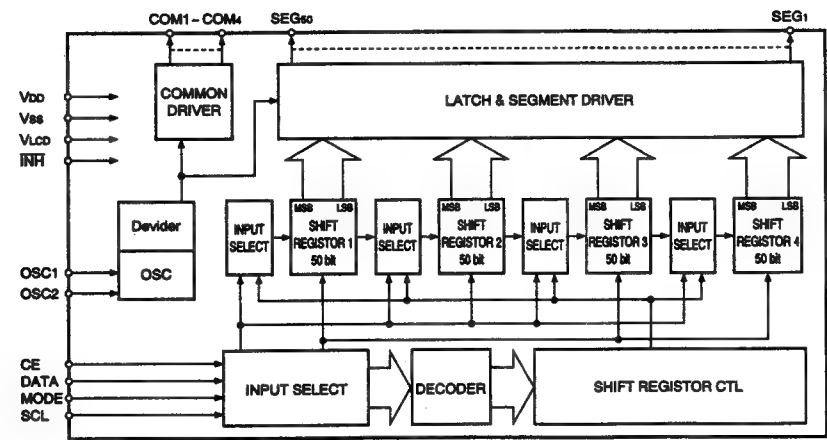 COM1 - COM4
SEG50
SEG1
COMMON
DRIVER
LATCH & SEGMENT DRIVER
VDD
VSS
VLCD
INH
Devider
OSC
OSC1
OSC2
INPUT
SELECT
MSB
LSB
SHIFT
REGISTOR 1
50 bit
INPUT
SELECT
MSB
LSB
SHIFT
REGISTOR 2
50 bit
INPUT
SELECT
MSB
LSB
SHIFT
REGISTOR 3
50 bit
INPUT
SELECT
MSB
LSB
SHIFT
REGISTOR 4
50 bit
CE
DATA
MODE
SCL
INPUT SELECT
DECODER
SHIFT REGISTOR CTL